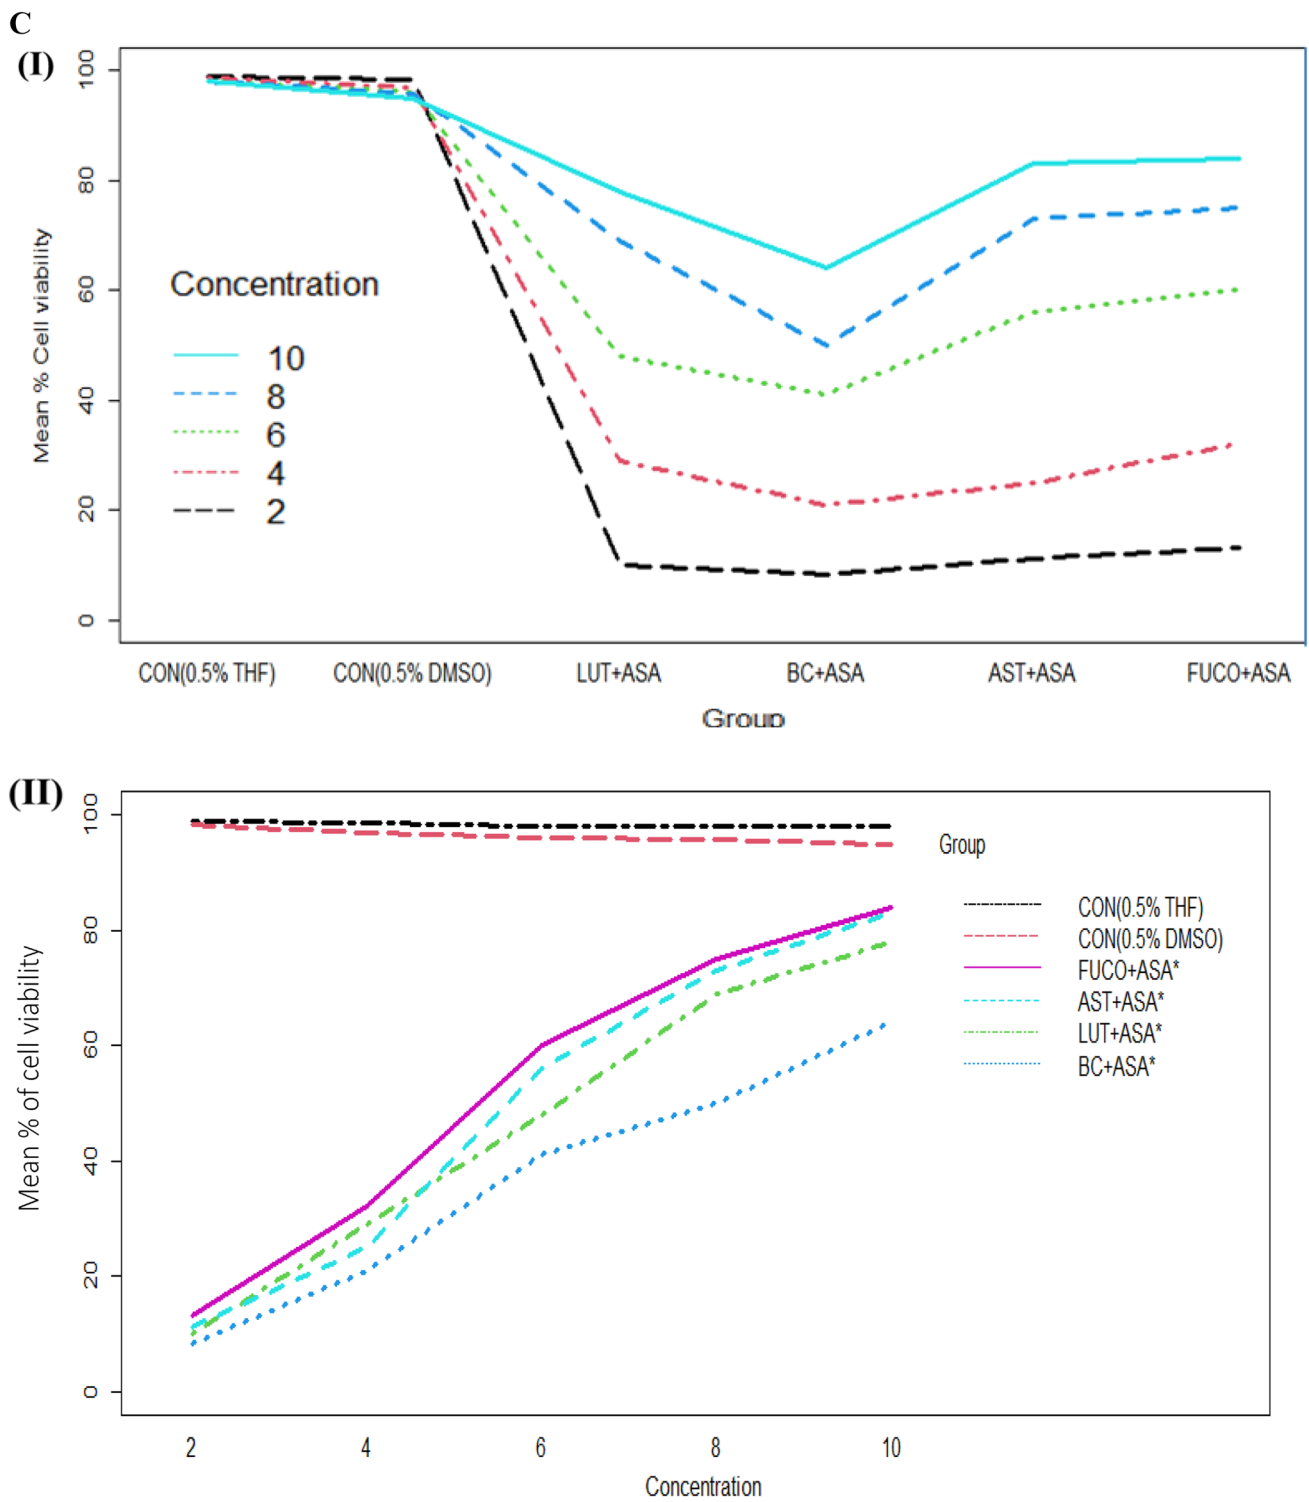 C
(I)
100
80
60
40
20
0
Mean % Cell viability
Concentration
10
8
6
4
2
CON(0.5% THF) CON(0.5% DMSO) LUT+ASA BC+ASA AST+ASA FUCO+ASA
Group
(II)
100
80
60
40
20
0
Mean % of cell viability
Group
CON(0.5% THF)
CON(0.5% DMSO)
FUCO+ASA*
AST+ASA*
LUT+ASA*
BC+ASA*
2 4 6 8 10
Concentration